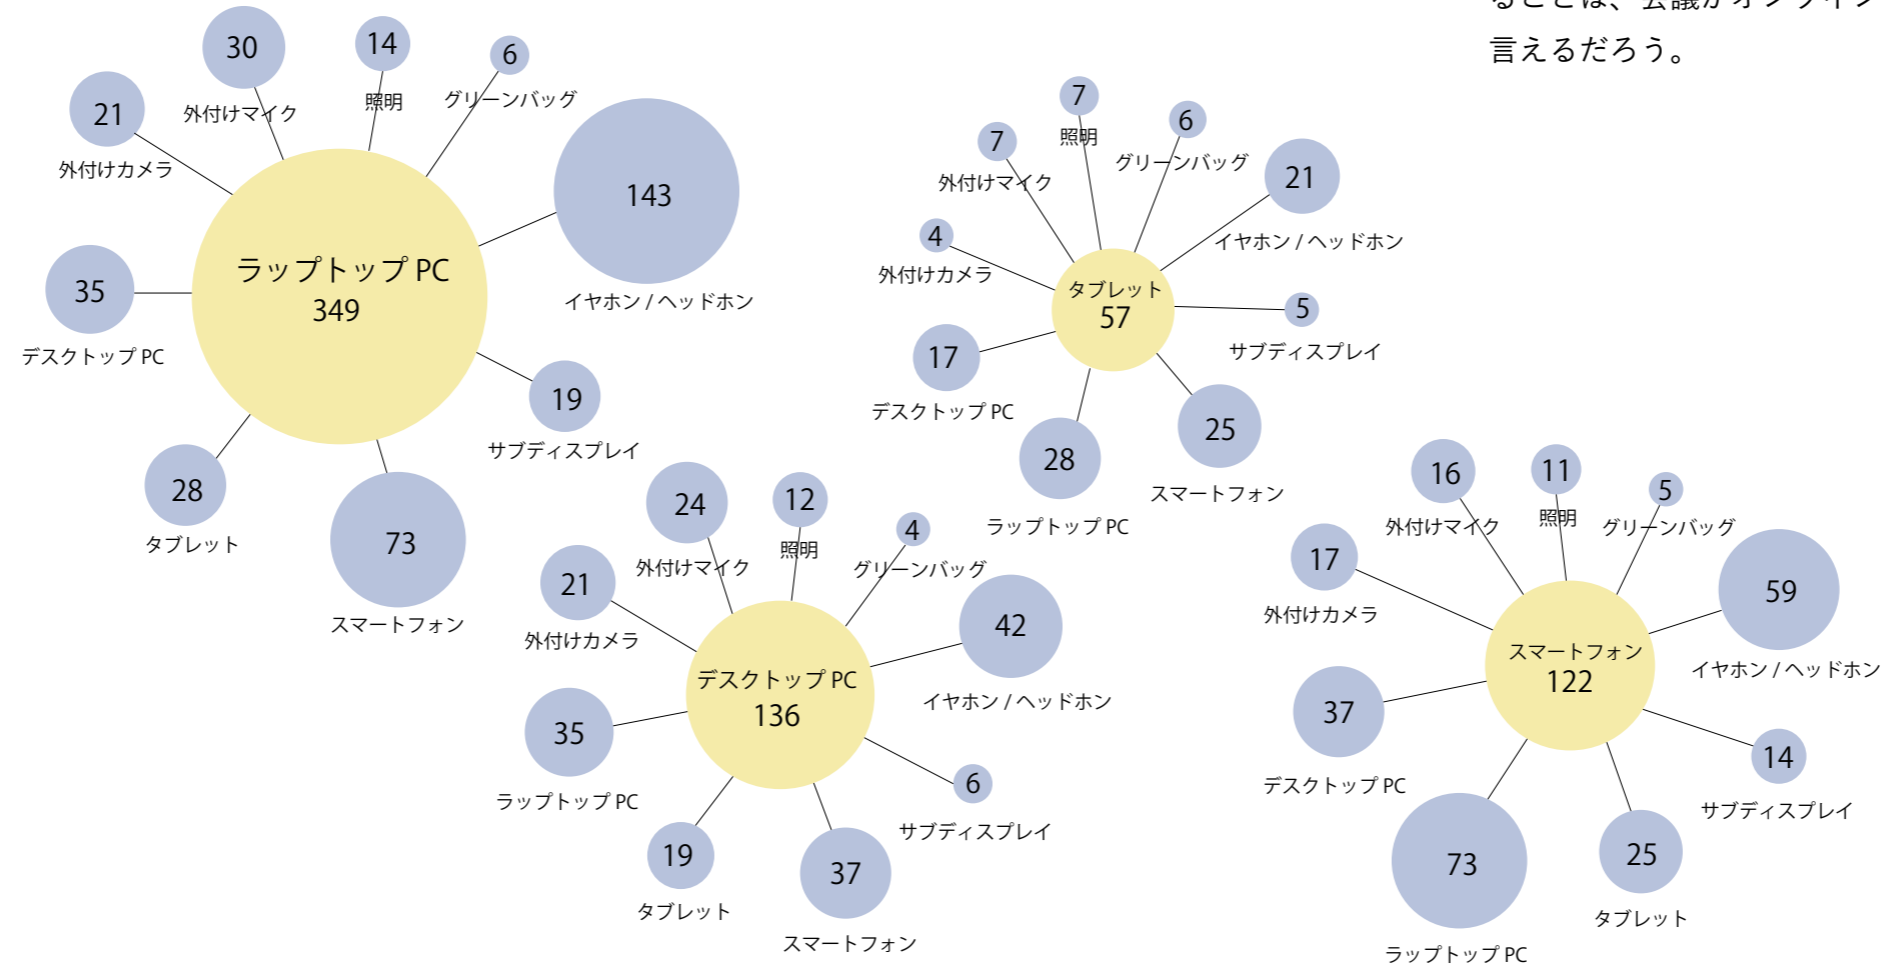 言えるだろう。
30
外付けマイク
14
照明
6
グリーンバッグ
21
外付けカメラ
143
イヤホン / ヘッドホン
ラップトップ PC
349
35
デスクトップ PC
19
サブディスプレイ
28
タブレット
73
スマートフォン
7
照明
6
グリーンバッグ
7
外付けマイク
21
イヤホン / ヘッドホン
4
外付けカメラ
タブレット
57
5
サブディスプレイ
17
デスクトップ PC
25
スマートフォン
28
ラップトップ PC
24
外付けマイク
12
照明
4
グリーンバッグ
21
外付けカメラ
42
イヤホン / ヘッドホン
デスクトップ PC
136
35
ラップトップ PC
6
サブディスプレイ
19
タブレット
37
スマートフォン
16
外付けマイク
11
照明
5
グリーンバッグ
17
外付けカメラ
59
イヤホン / ヘッドホン
スマートフォン
122
37
デスクトップ PC
14
サブディスプレイ
73
ラップトップ PC
25
タブレット